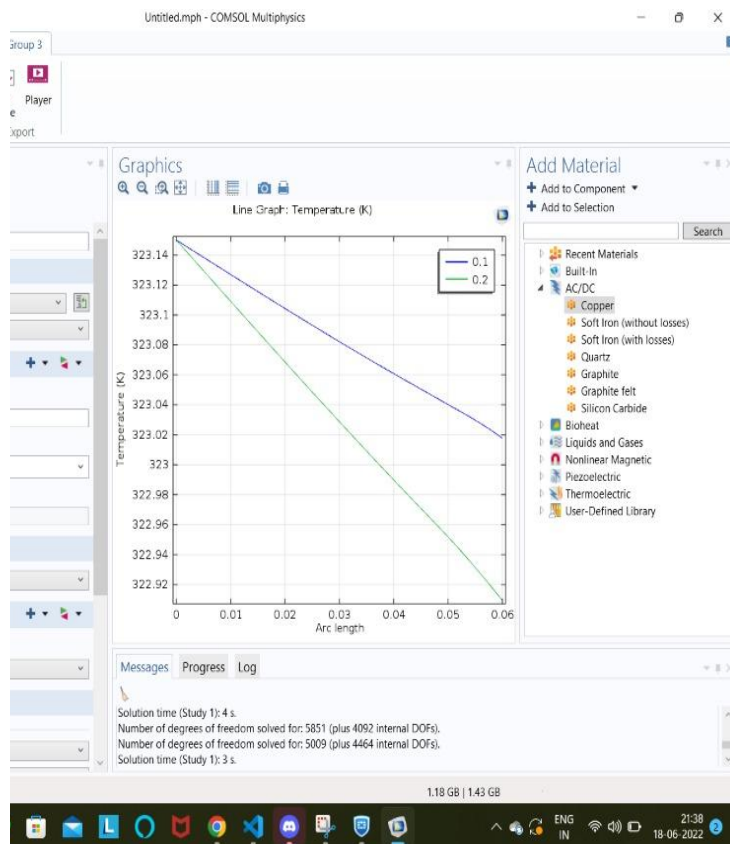 Untitled.mph - COMSOL Multiphysics
Group 3
Player
e
Export
Graphics
Line Graph: Temperature (K)
0.1
0.2
323.14
323.12
323.1
323.08
323.06
323.04
323.02
323
322.98
322.96
322.94
322.92
Temperature (K)
0 0.01 0.02 0.03 0.04 0.05 0.06
Arc length
Add Material
Add to Component
Add to Selection
Search
Recent Materials
Built-In
AC/DC
Copper
Soft Iron (without losses)
Soft Iron (with losses)
Quartz
Graphite
Graphite felt
Silicon Carbide
Bioheat
Liquids and Gases
Nonlinear Magnetic
Piezoelectric
Thermoelectric
User-Defined Library
Messages Progress Log
Solution time (Study 1): 4 s.
Number of degrees of freedom solved for: 5851 (plus 4092 internal DOFs).
Number of degrees of freedom solved for: 5009 (plus 4464 internal DOFs).
Solution time (Study 1): 3 s.
1.18 GB | 1.43 GB
L
ENG
IN
21:38
18-06-2022
2